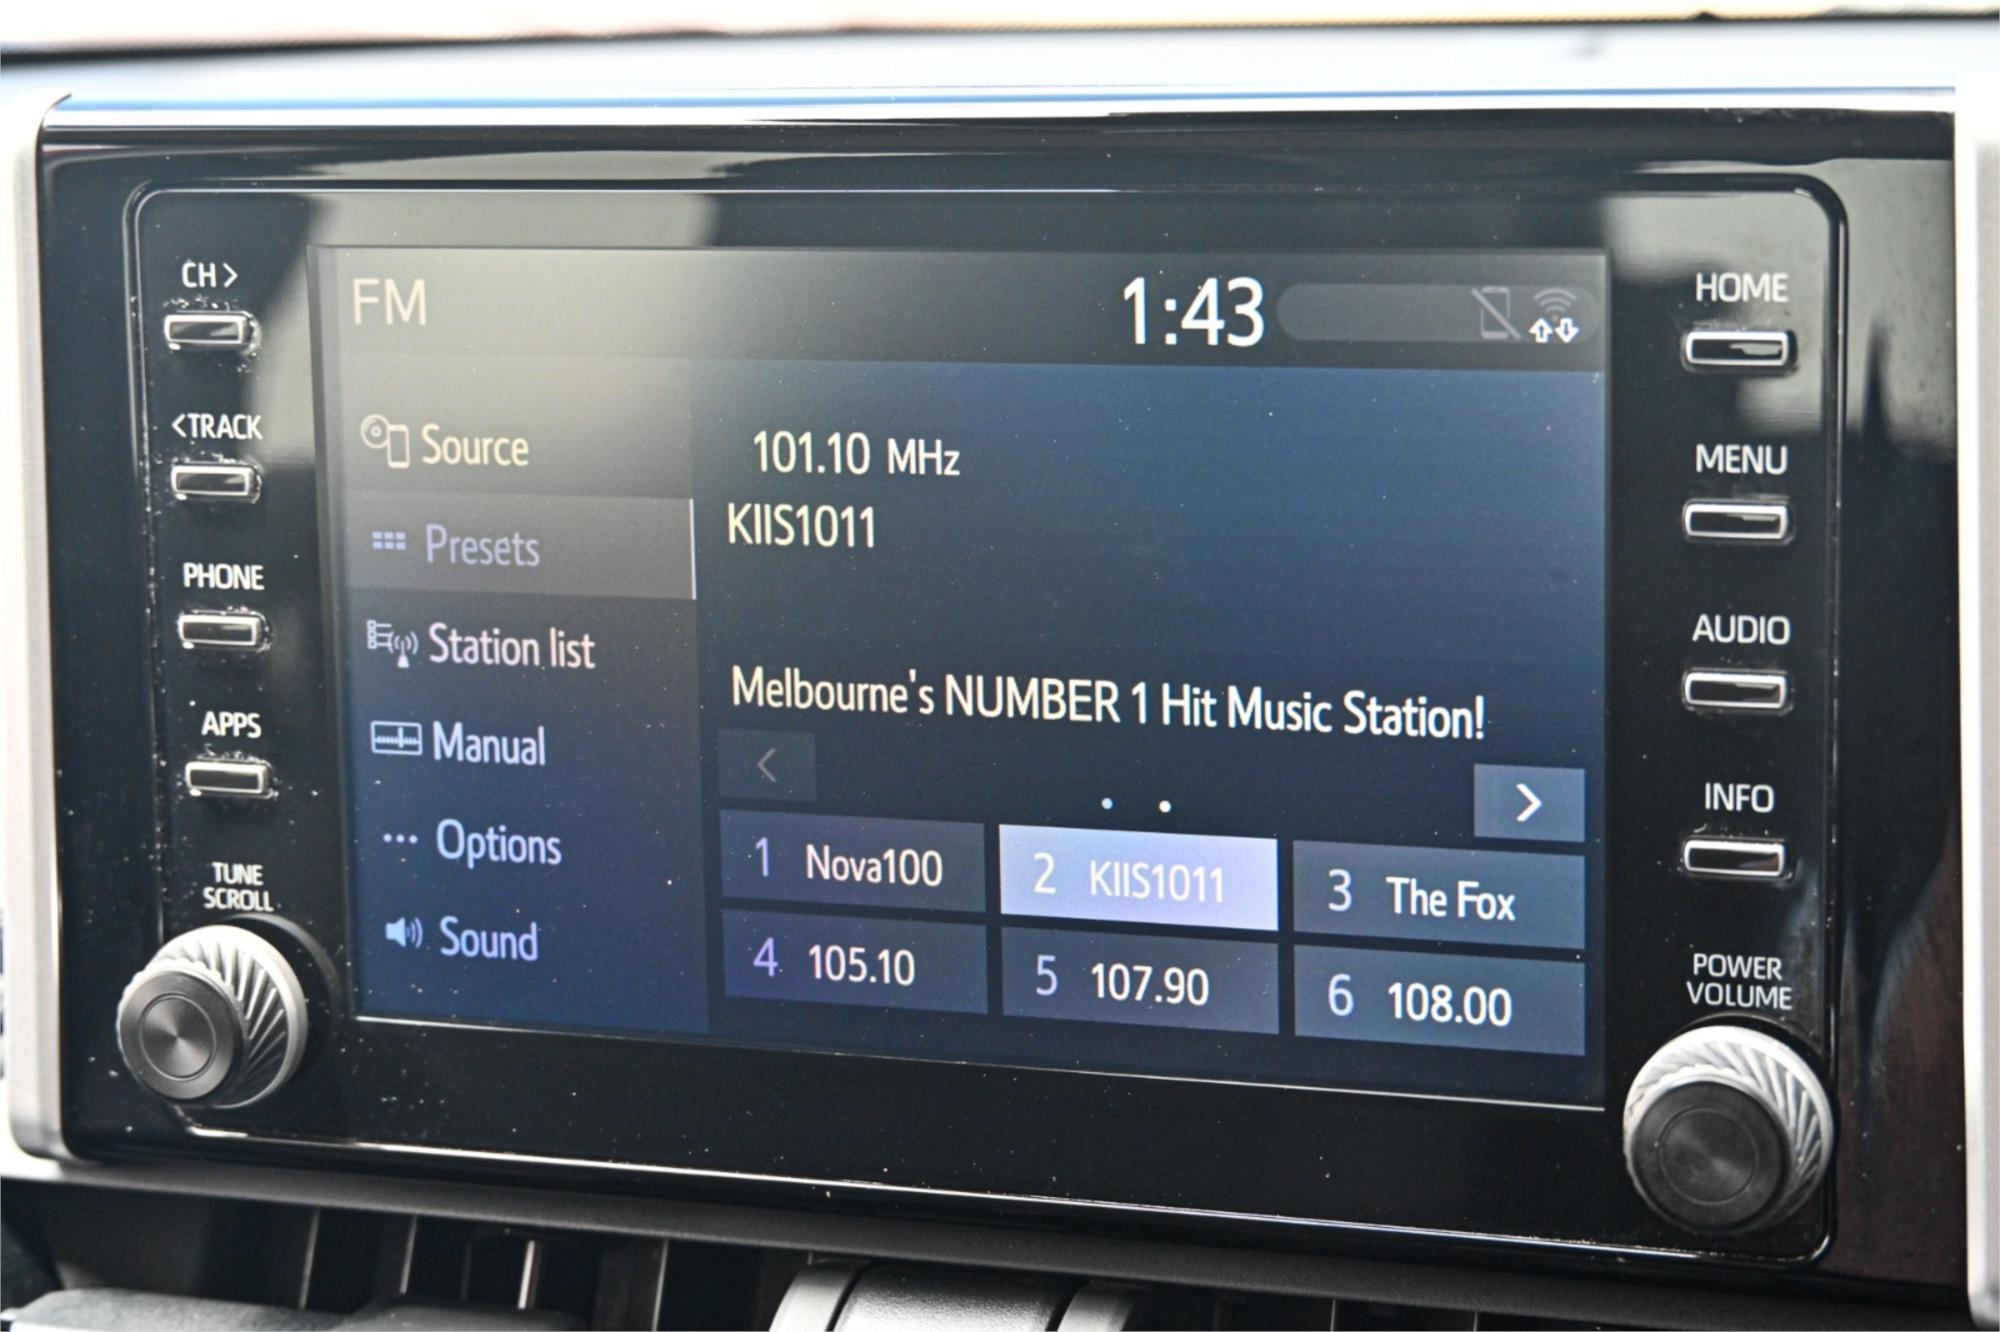 CH>
<TRACK
PHONE
APPS
TUNE
SCROLL
FM
1:43
Source
Presets
Station list
Manual
Options
Sound
101.10 MHz
KIIS1011
Melbourne's NUMBER 1 Hit Music Station!
<
>
1 Nova100
2 KIIS1011
3 The Fox
4 105.10
5 107.90
6 108.00
HOME
MENU
AUDIO
INFO
POWER
VOLUME